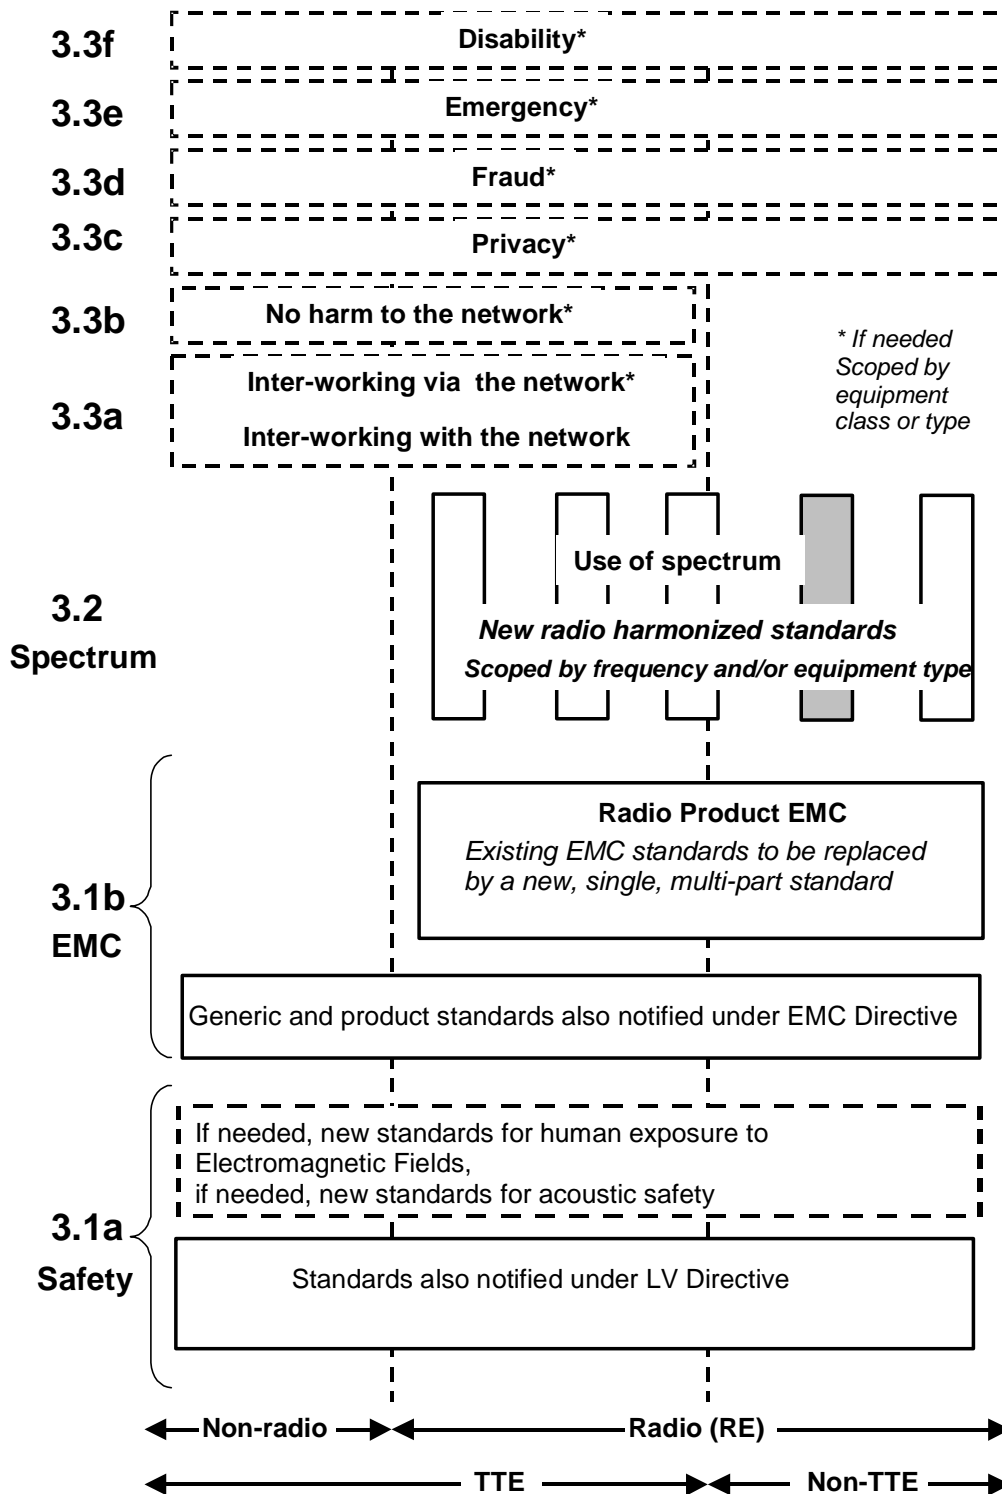 3.3f
Disability*
3.3e
Emergency*
3.3d
Fraud*
3.3c
Privacy*
3.3b
No harm to the network*
* If needed
Scoped by
equipment
class or type
3.3a
Inter-working via the network*
Inter-working with the network
3.2
Spectrum
Use of spectrum
New radio harmonized standards
Scoped by frequency and/or equipment type
3.1b
EMC
Radio Product EMC
Existing EMC standards to be replaced
by a new, single, multi-part standard
Generic and product standards also notified under EMC Directive
3.1a
Safety
If needed, new standards for human exposure to
Electromagnetic Fields,
if needed, new standards for acoustic safety
Standards also notified under LV Directive
Non-radio
Radio (RE)
TTE
Non-TTE